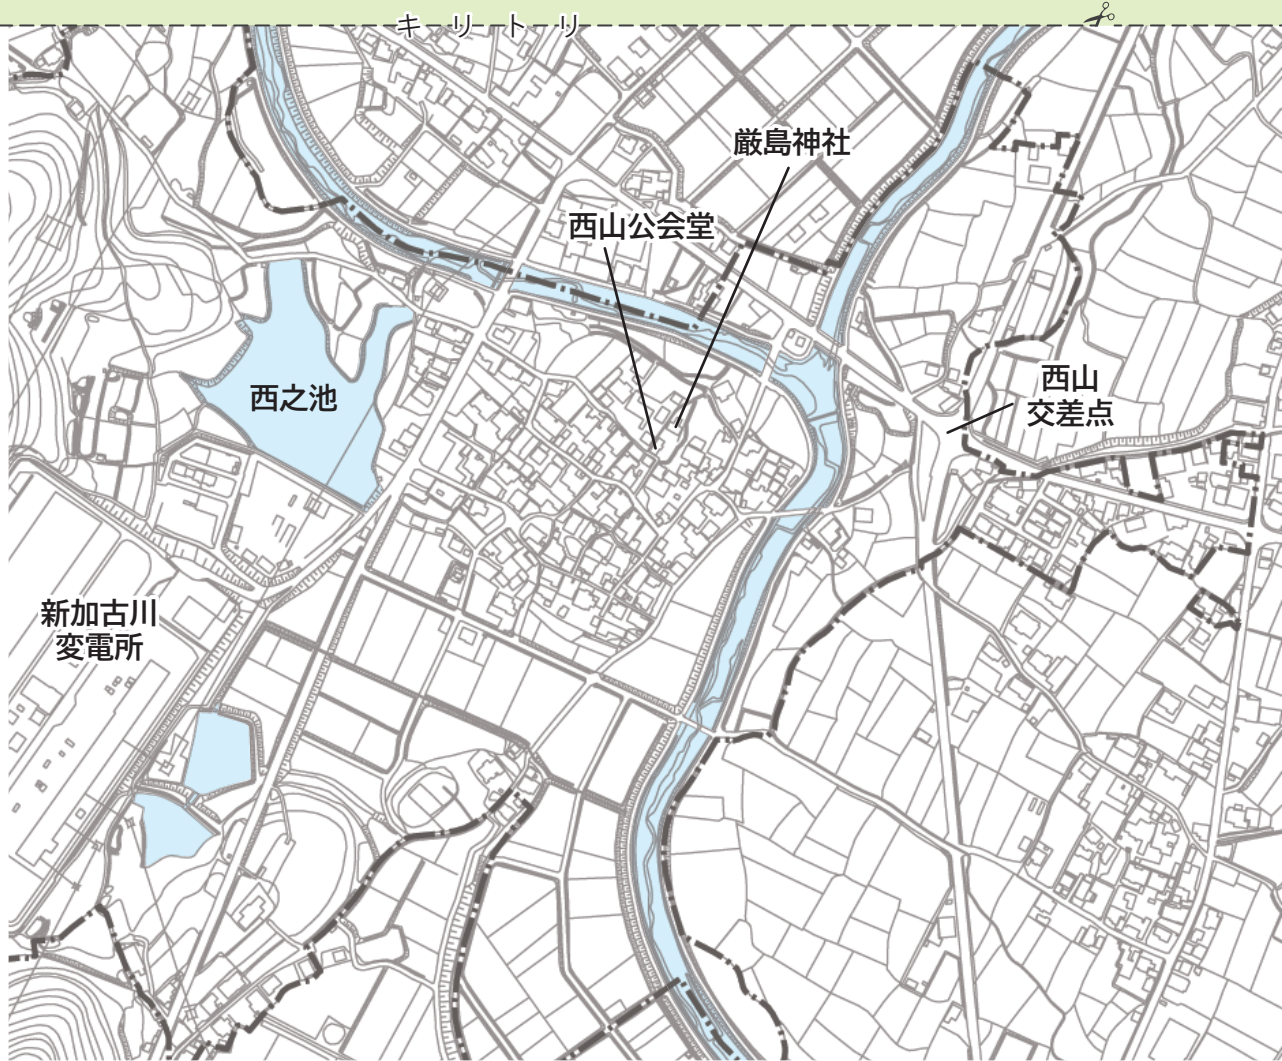 キリトリ
厳島神社
西山公会堂
西之池
西山
交差点
新加古川
変電所